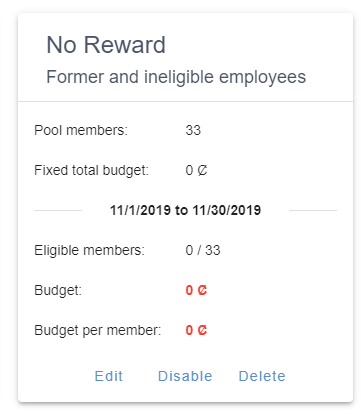 No Reward
Former and ineligible employees
Pool members: 33
Fixed total budget: 0 ₡
11/1/2019 to 11/30/2019
Eligible members: 0 / 33
Budget: 0 ₡
Budget per member: 0 ₡
Edit Disable Delete